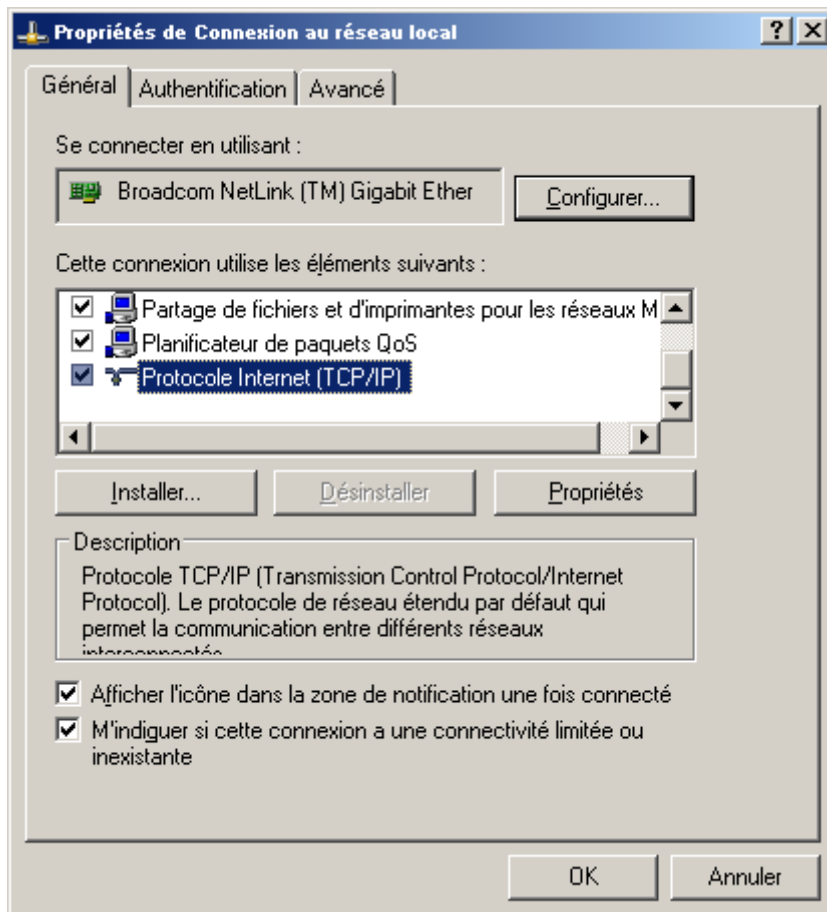 Propriétés de Connexion au réseau local
Général Authentification Avancé
Se connecter en utilisant :
Broadcom NetLink (TM) Gigabit Ether Configurer...
Cette connexion utilise les éléments suivants :
Partage de fichiers et d'imprimantes pour les réseaux M
Planificateur de paquets QoS
Protocole Internet (TCP/IP)
Installer... Désinstaller Propriétés
Description
Protocole TCP/IP (Transmission Control Protocol/Internet
Protocol). Le protocole de réseau étendu par défaut qui
permet la communication entre différents réseaux
interconnectés.
Afficher l'icône dans la zone de notification une fois connecté
M'indiquer si cette connexion a une connectivité limitée ou
inexistante
OK Annuler